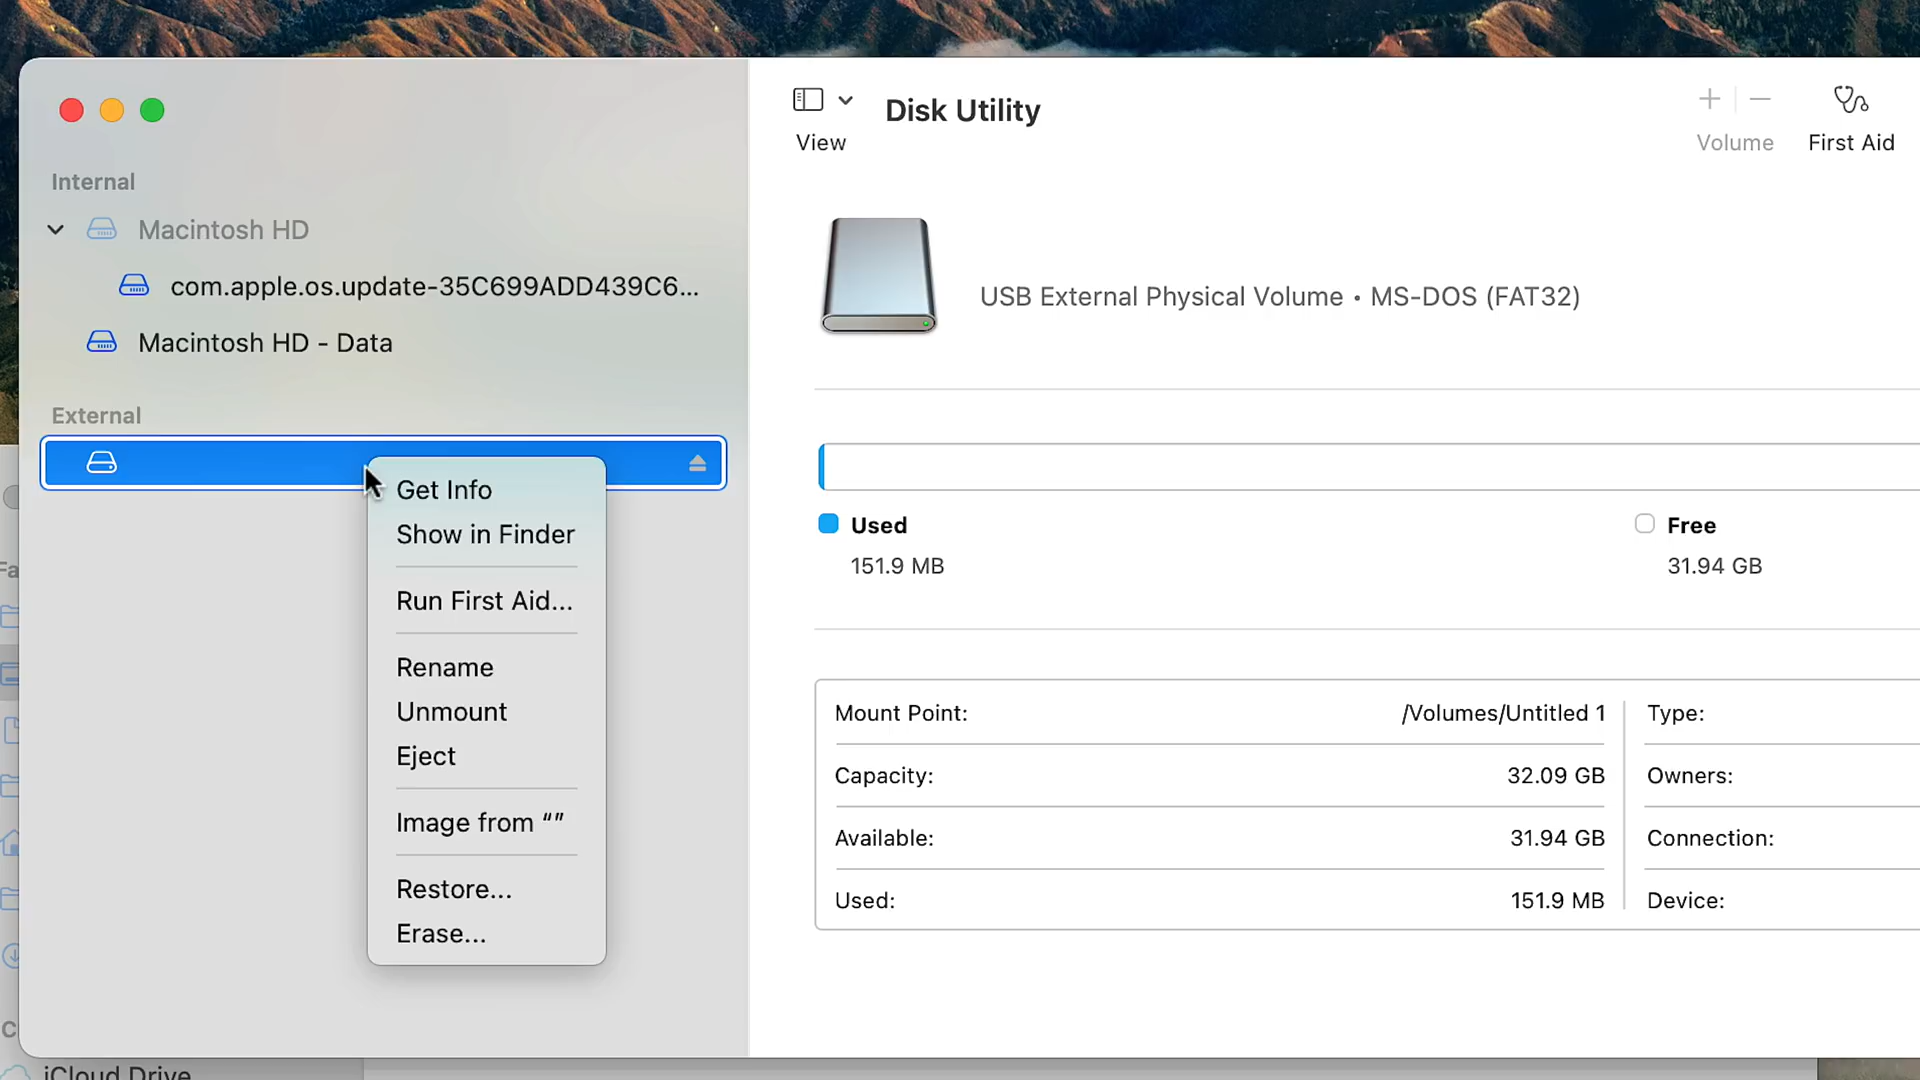 Disk Utility
View
Volume
First Aid
Internal
Macintosh HD
com.apple.os.update-35C699ADD439C6...
Macintosh HD - Data
External
USB External Physical Volume • MS-DOS (FAT32)
Get Info
Show in Finder
Run First Aid...
Rename
Unmount
Eject
Image from “”
Restore...
Erase...
Used
151.9 MB
Free
31.94 GB
Mount Point: /Volumes/Untitled 1
Capacity: 32.09 GB
Available: 31.94 GB
Used: 151.9 MB
Type:
Owners:
Connection:
Device:
Fa
iCloud Drive